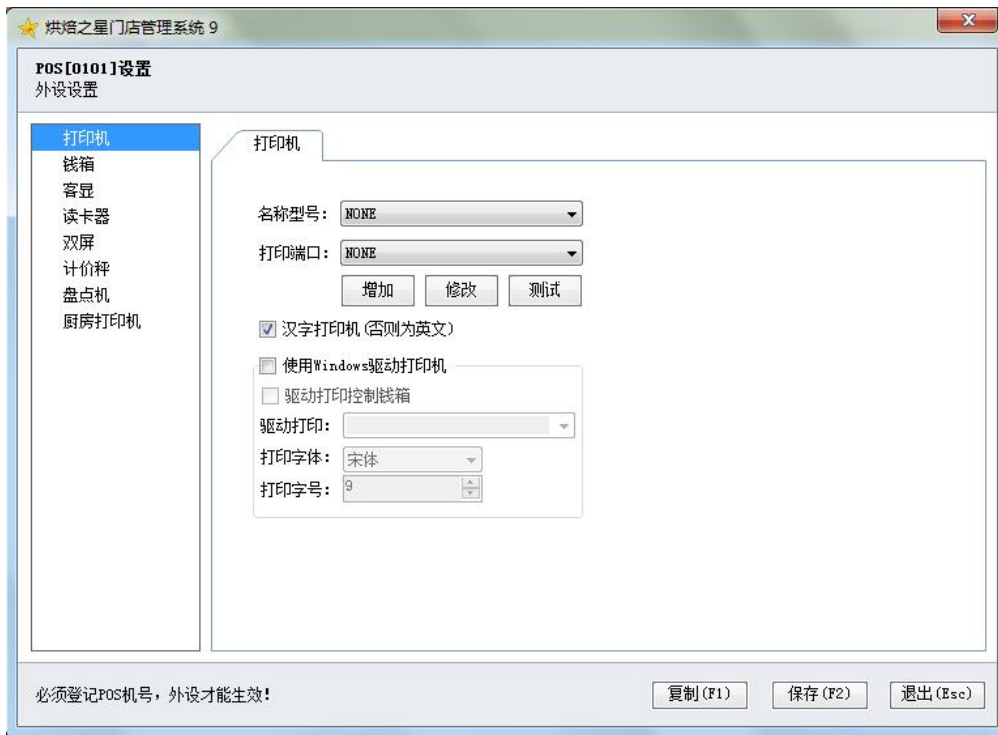 烘焙之星门店管理系统 9
POS[0101]设置
外设设置
打印机
钱箱
客显
读卡器
双屏
计价秤
盘点机
厨房打印机
打印机
名称型号: NONE
打印端口: NONE
增加 修改 测试
汉字打印机(否则为英文)
使用Windows驱动打印机
驱动打印控制钱箱
驱动打印:
打印字体: 宋体
打印字号: 9
必须登记POS机号,外设才能生效!
复制(F1) 保存(F2) 退出(Esc)